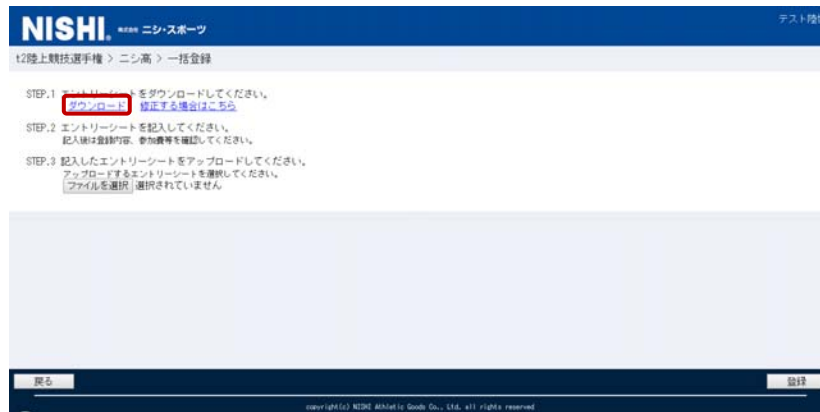 NISHI. 株式会社 ニシ・スポーツ
テスト陸
t2陸上競技選手権 > ニシ高 > 一括登録
STEP.1 エントリーシートをダウンロードしてください。
ダウンロード 修正する場合はこちら
STEP.2 エントリーシートを記入してください。
記入後は登録内容、参加費等を確認してください。
STEP.3 記入したエントリーシートをアップロードしてください。
アップロードするエントリーシートを選択してください。
ファイルを選択 選択されていません
戻る
登録
copyright(c) NISHI Athletic Goods Co., Ltd. all rights reserved